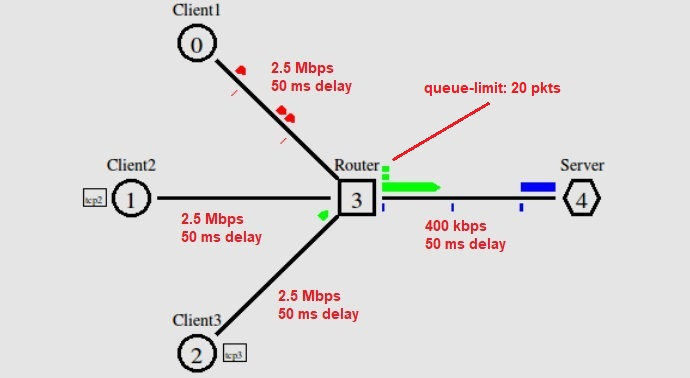 Client1
0
2.5 Mbps
50 ms delay
queue-limit: 20 pkts
Client2
Router
Server
tcp2
1
3
4
2.5 Mbps
50 ms delay
400 kbps
50 ms delay
2.5 Mbps
50 ms delay
Client3
2
tcp3